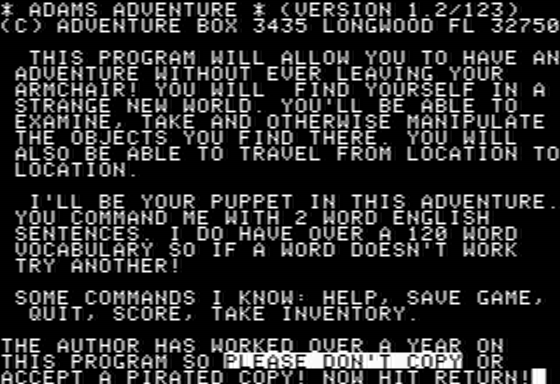 * ADAMS ADVENTURE * (VERSION 1.2/123)
(C) ADVENTURE BOX 3435 LONGWOOD FL 32750
THIS PROGRAM WILL ALLOW YOU TO HAVE AN
ADVENTURE WITHOUT EVER LEAVING YOUR
ARMCHAIR! YOU WILL  FIND YOURSELF IN A
STRANGE NEW WORLD. YOU'LL BE ABLE TO
EXAMINE, TAKE AND OTHERWISE MANIPULATE
THE OBJECTS YOU FIND THERE. YOU WILL
ALSO BE ABLE TO TRAVEL FROM LOCATION TO
LOCATION.
I'LL BE YOUR PUPPET IN THIS ADVENTURE.
YOU COMMAND ME WITH 2 WORD ENGLISH
SENTENCES. I DO HAVE OVER A 120 WORD
VOCABULARY SO IF A WORD DOESN'T WORK
TRY ANOTHER!
SOME COMMANDS I KNOW: HELP, SAVE GAME,
QUIT, SCORE, TAKE INVENTORY.
THE AUTHOR HAS WORKED OVER A YEAR ON
THIS PROGRAM SO PLEASE DON'T COPY OR
ACCEPT A PIRATED COPY! NOW HIT RETURN!